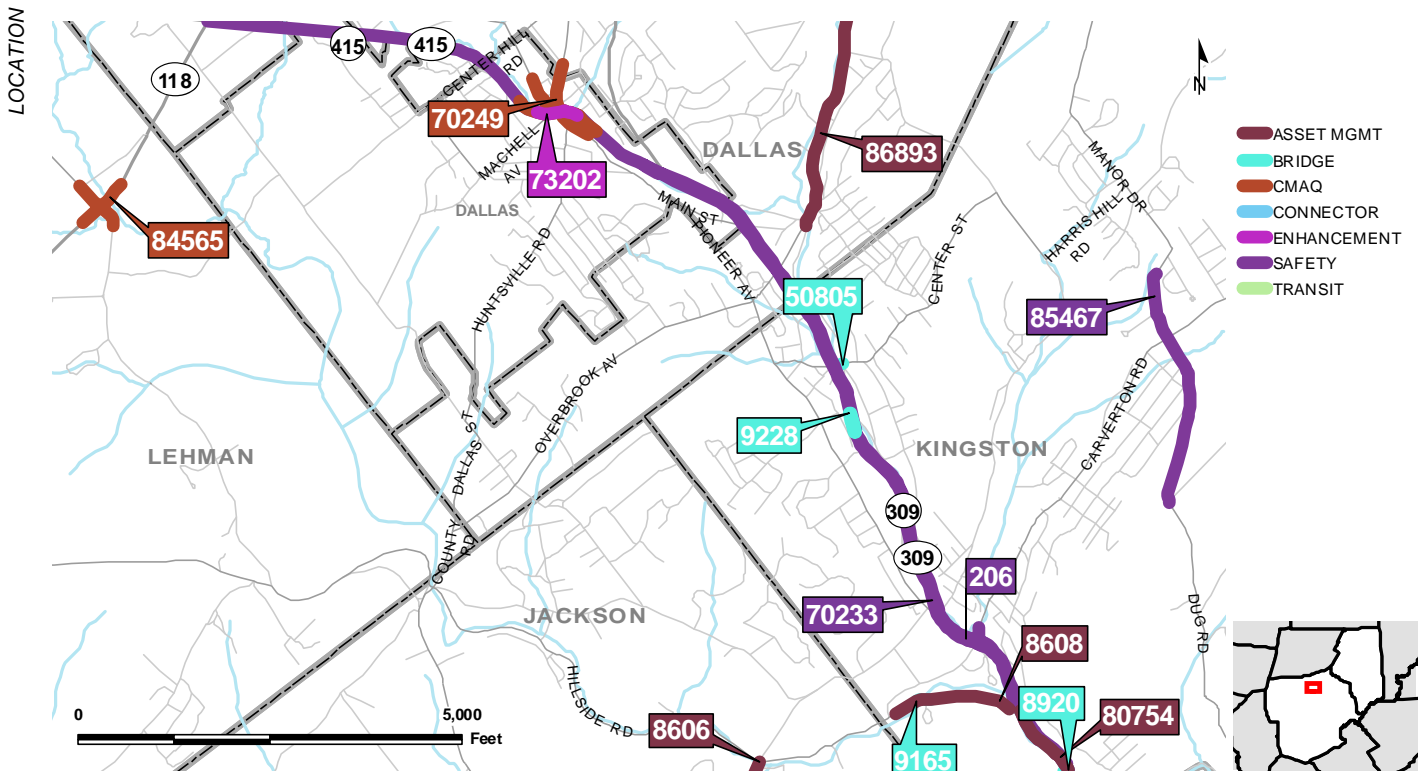 LOCATION
415
415
118
CENTER HILL
RD
70249
MACHELL
AV
73202
DALLAS
86893
N
ASSET MGMT
BRIDGE
CMAQ
CONNECTOR
ENHANCEMENT
SAFETY
TRANSIT
84565
DALLAS
MAIN ST
PIONEER AV
HUNTSVILLE RD
CENTER ST
MANOR DR
HARRIS HILL
RD
50805
85467
OVERBROOK AV
9228
CARVERTON RD
KINGSTON
LEHMAN
DALLAS ST
COUNTY
RD
309
309
206
70233
JACKSON
DUG RD
8608
HILLSIDE RD
8920
80754
8606
9165
0
5,000
Feet